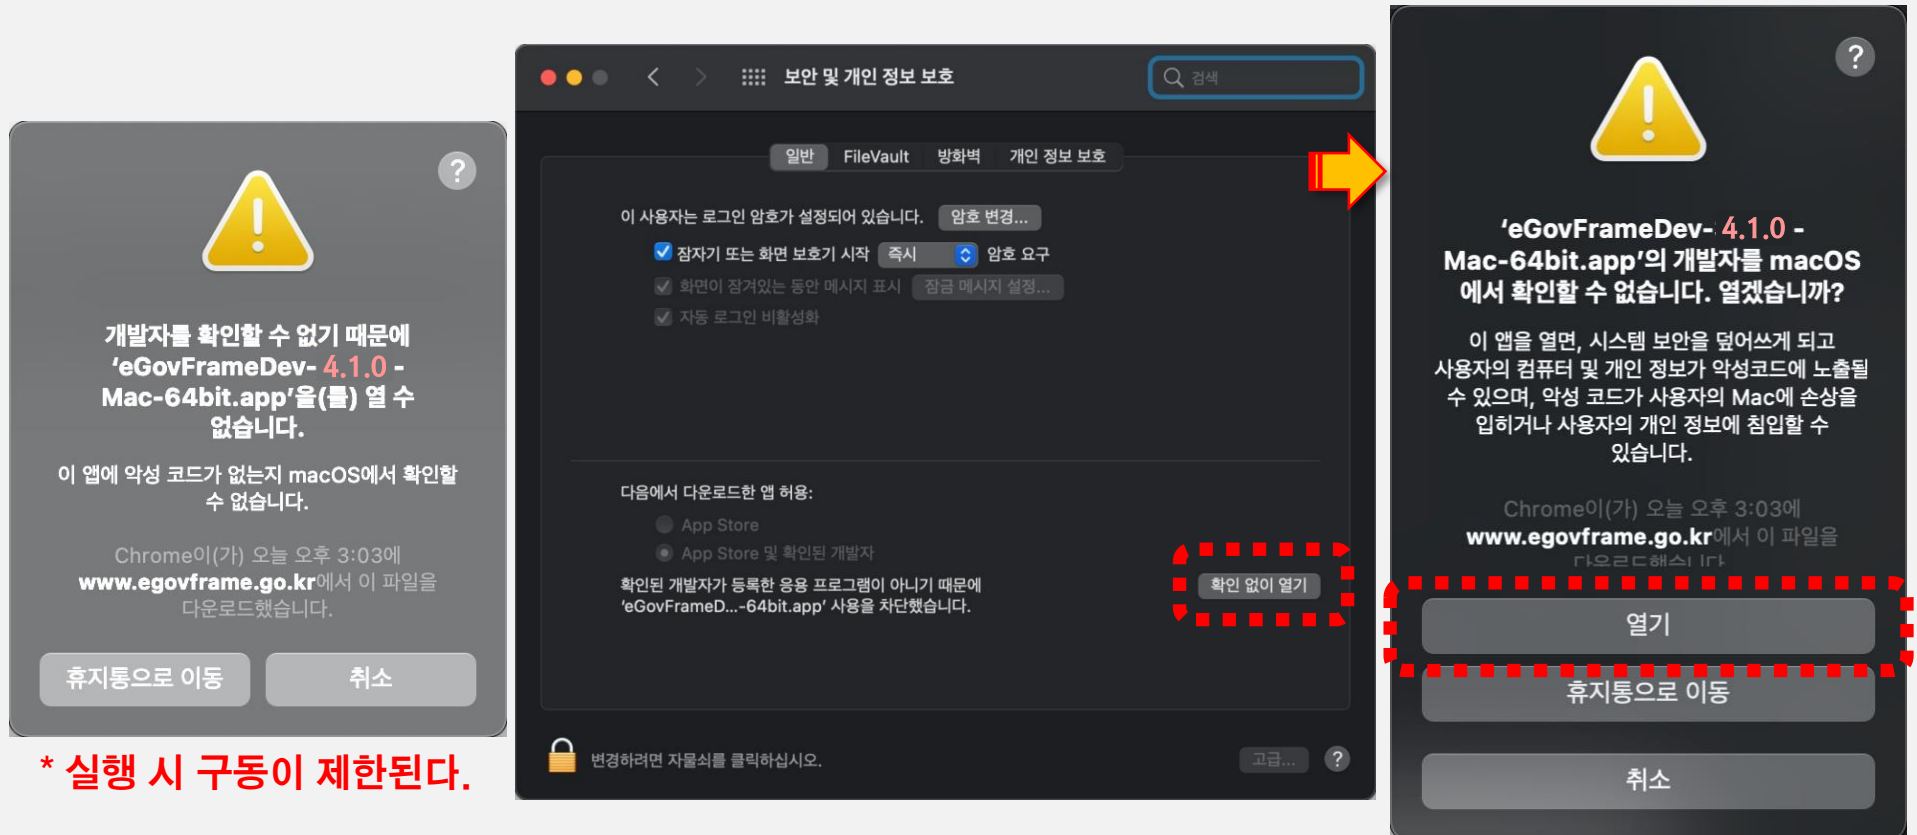 ?
개발자를 확인할 수 없기 때문에
‘eGovFrameDev- 4.1.0 -
Mac-64bit.app’을(를) 열 수
없습니다.
이 앱에 악성 코드가 없는지 macOS에서 확인할
수 없습니다.
Chrome이(가) 오늘 오후 3:03에
www.egovframe.go.kr에서 이 파일을
다운로드했습니다.
휴지통으로 이동
취소
* 실행 시 구동이 제한된다.
보안 및 개인 정보 보호
검색
일반
FileVault
방화벽
개인 정보 보호
이 사용자는 로그인 암호가 설정되어 있습니다.
암호 변경...
잠자기 또는 화면 보호기 시작
즉시
암호 요구
화면이 잠겨있는 동안 메시지 표시
잠금 메시지 설정...
자동 로그인 비활성화
다음에서 다운로드한 앱 허용:
App Store
App Store 및 확인된 개발자
확인된 개발자가 등록한 응용 프로그램이 아니기 때문에
‘eGovFrameD...-64bit.app’ 사용을 차단했습니다.
확인 없이 열기
변경하려면 자물쇠를 클릭하십시오.
고급...
?
?
‘eGovFrameDev- 4.1.0 -
Mac-64bit.app’의 개발자를 macOS
에서 확인할 수 없습니다. 열겠습니까?
이 앱을 열면, 시스템 보안을 덮어쓰게 되고
사용자의 컴퓨터 및 개인 정보가 악성코드에 노출될
수 있으며, 악성 코드가 사용자의 Mac에 손상을
입히거나 사용자의 개인 정보에 침입할 수
있습니다.
Chrome이(가) 오늘 오후 3:03에
www.egovframe.go.kr에서 이 파일을
다운로드했습니다
열기
휴지통으로 이동
취소